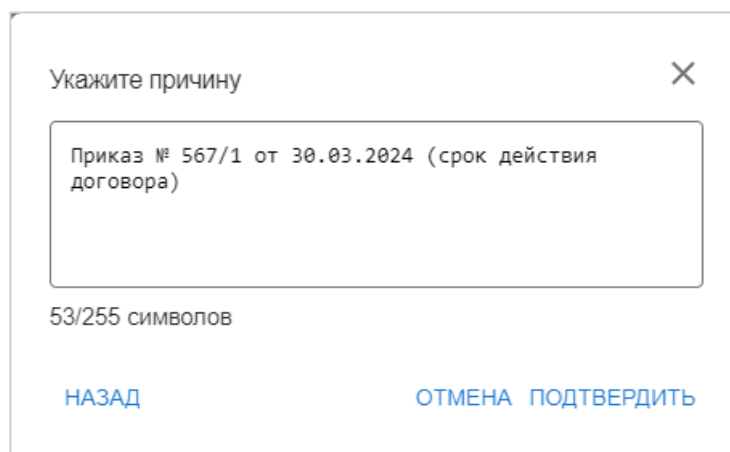 Укажите причину
Приказ № 567/1 от 30.03.2024 (срок действия
договора)
53/255 символов
НАЗАД ОТМЕНА ПОДТВЕРДИТЬ